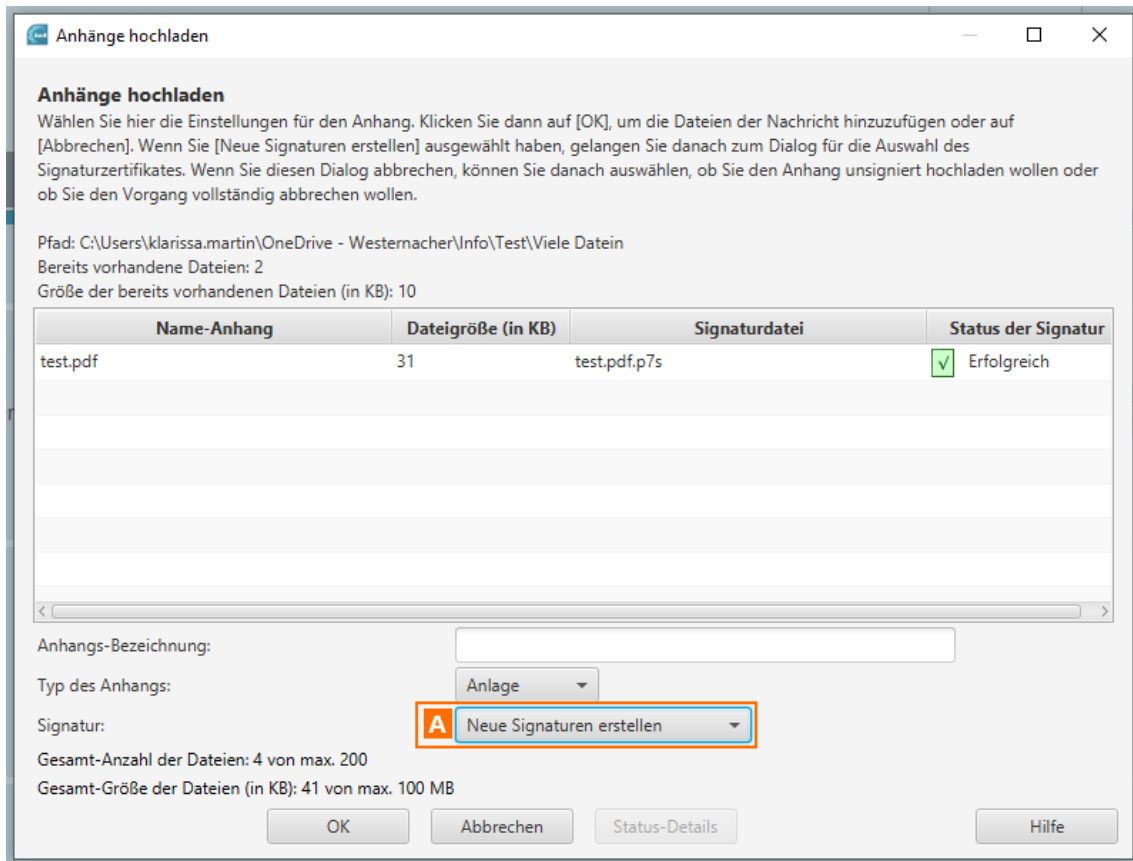 Anhänge hochladen
Anhänge hochladen
Wählen Sie hier die Einstellungen für den Anhang. Klicken Sie dann auf [OK], um die Dateien der Nachricht hinzuzufügen oder auf
[Abbrechen]. Wenn Sie [Neue Signaturen erstellen] ausgewählt haben, gelangen Sie danach zum Dialog für die Auswahl des
Signaturzertifikates. Wenn Sie diesen Dialog abbrechen, können Sie danach auswählen, ob Sie den Anhang unsigniert hochladen wollen oder
ob Sie den Vorgang vollständig abbrechen wollen.
Pfad: C:\Users\klarissa.martin\OneDrive - Westernacher\Info\Test\Viele Datein
Bereits vorhandene Dateien: 2
Größe der bereits vorhandenen Dateien (in KB): 10
Name-Anhang Dateigröße (in KB) Signaturdatei Status der Signatur
test.pdf 31 test.pdf.p7s √ Erfolgreich
Anhangs-Bezeichnung:
Typ des Anhangs: Anlage
Signatur: A Neue Signaturen erstellen
Gesamt-Anzahl der Dateien: 4 von max. 200
Gesamt-Größe der Dateien (in KB): 41 von max. 100 MB
OK Abbrechen Status-Details Hilfe